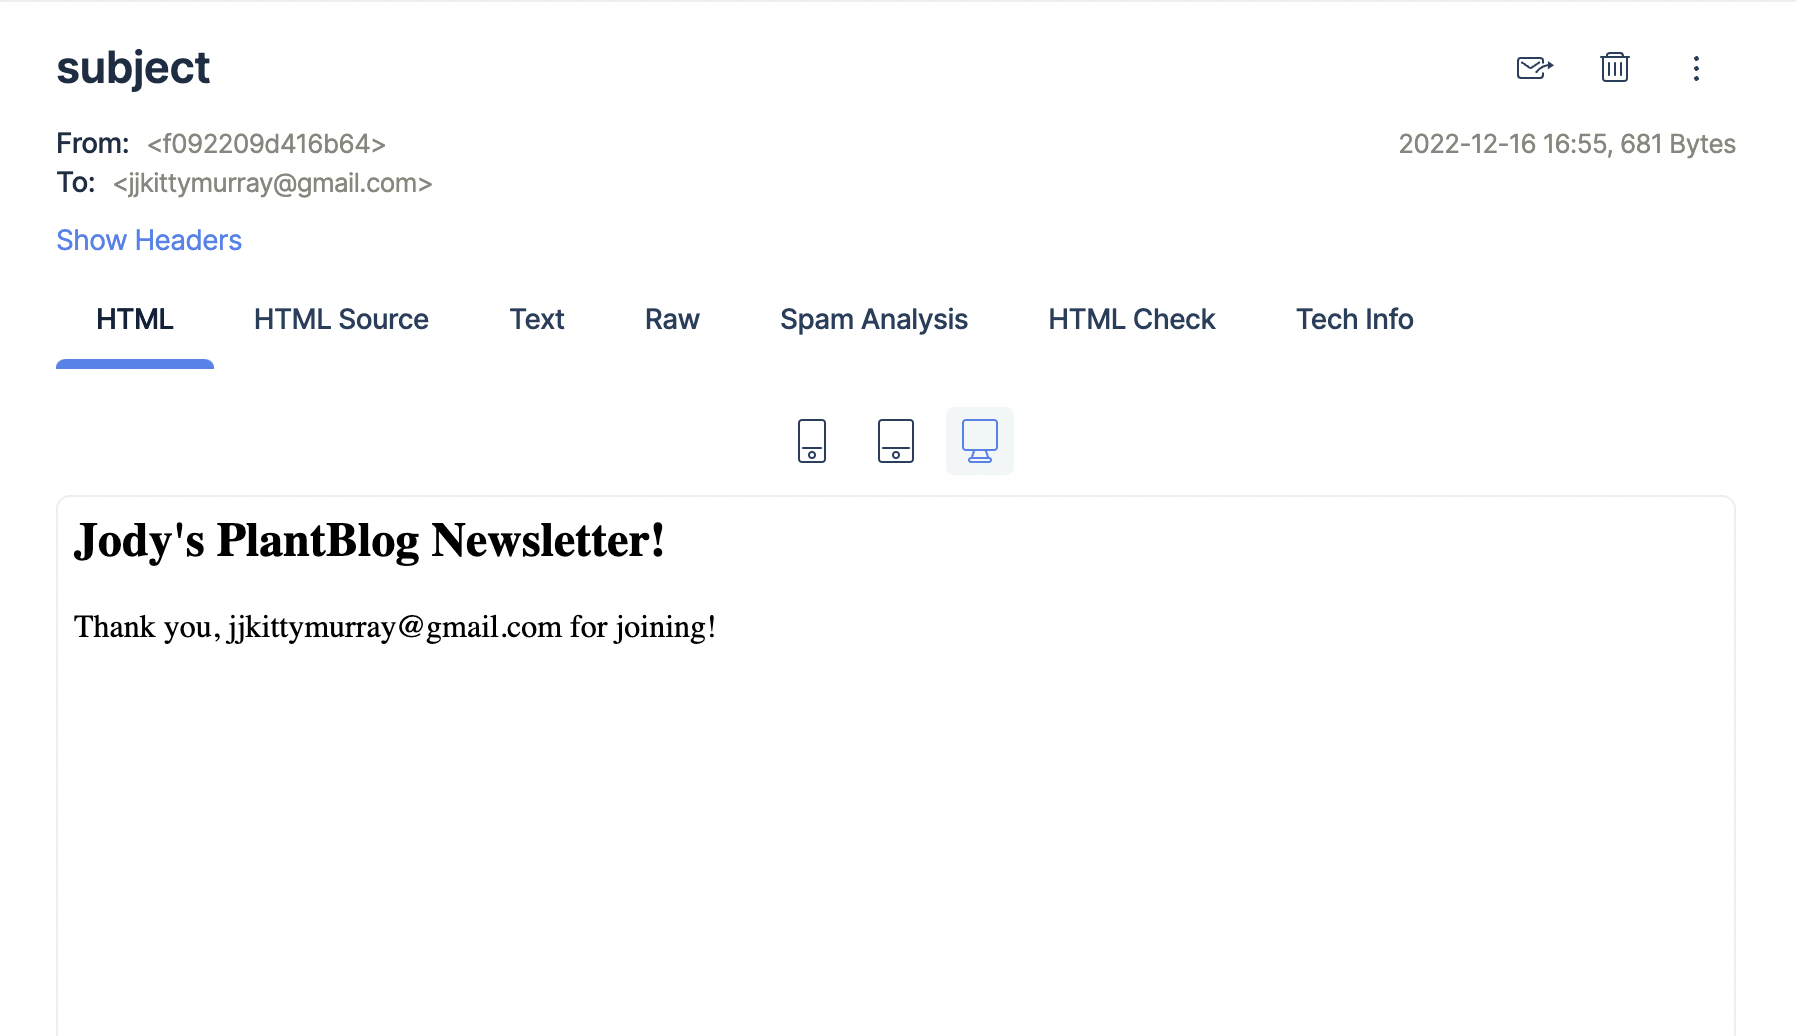 subject
From: <f092209d416b64>
2022-12-16 16:55, 681 Bytes
To: <jjkittymurray@gmail.com>
Show Headers
HTML HTML Source Text Raw Spam Analysis HTML Check Tech Info
Jody's PlantBlog Newsletter!
Thank you, jjkittymurray@gmail.com for joining!